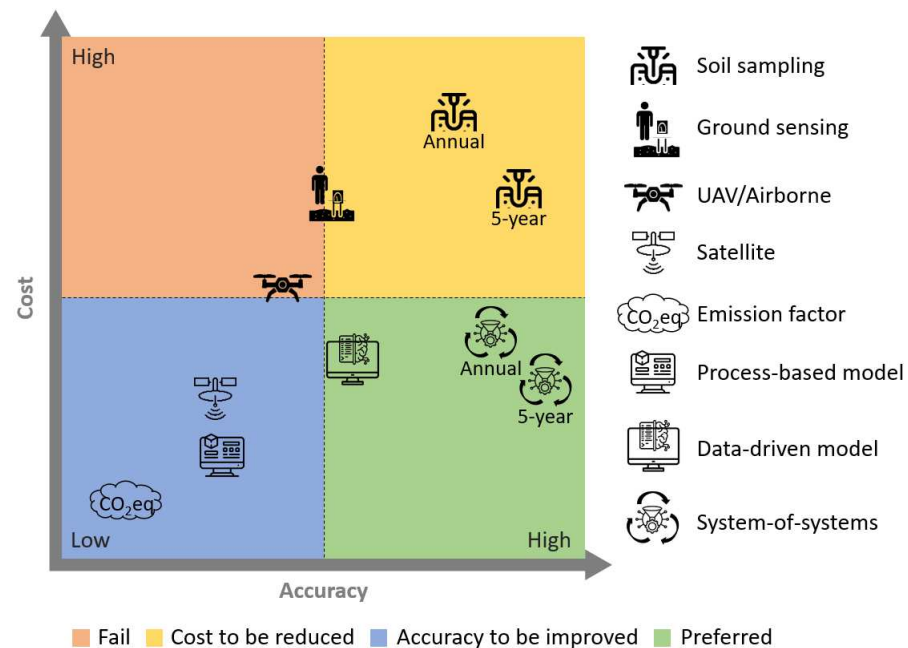 High
Annual
5-year
Cost
Annual
5-year
CO₂eq
Low
High
Accuracy
Soil sampling
Ground sensing
UAV/Airborne
Satellite
CO₂eq Emission factor
Process-based model
Data-driven model
System-of-systems
Fail Cost to be reduced Accuracy to be improved Preferred